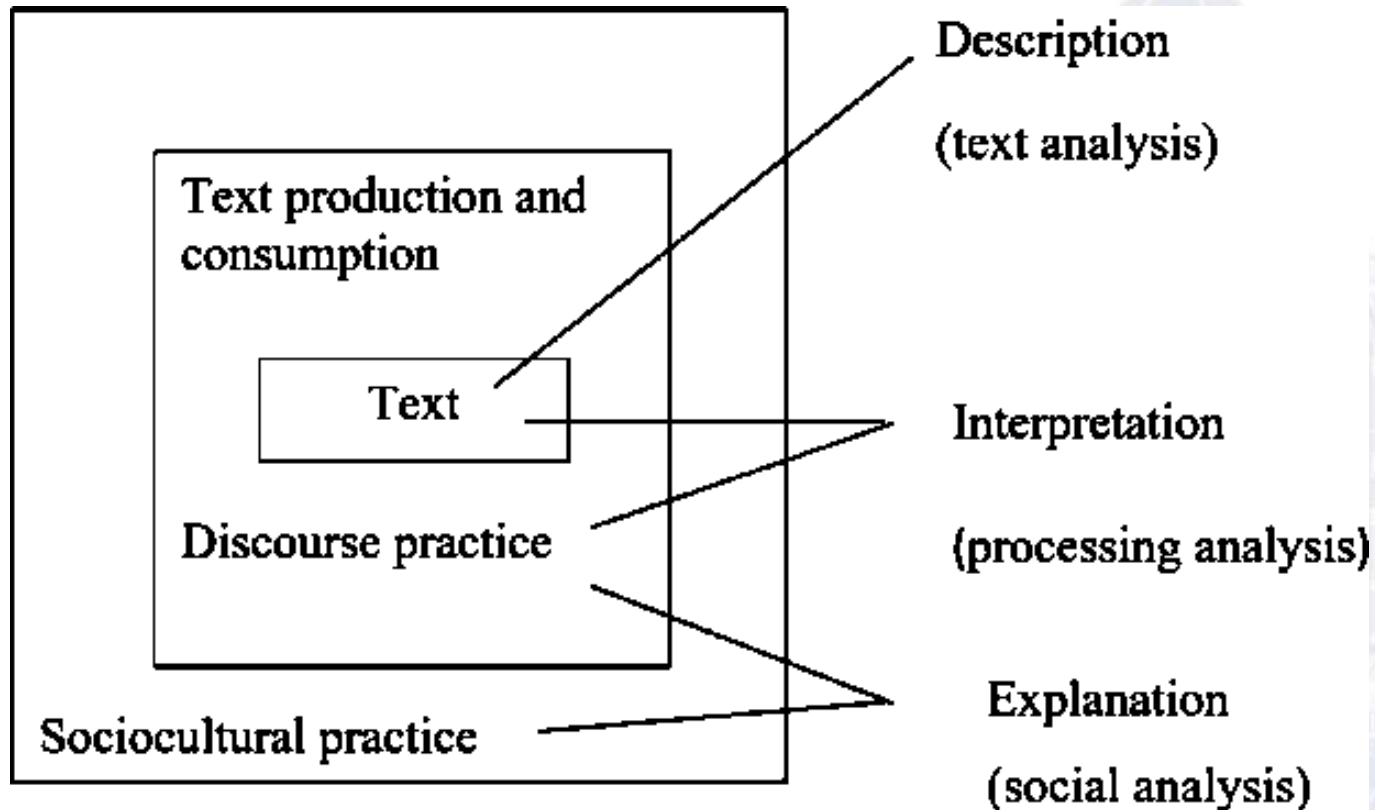 Description
(text analysis)
Text production and
consumption
Text
Interpretation
Discourse practice
(processing analysis)
Explanation
Sociocultural practice
(social analysis)